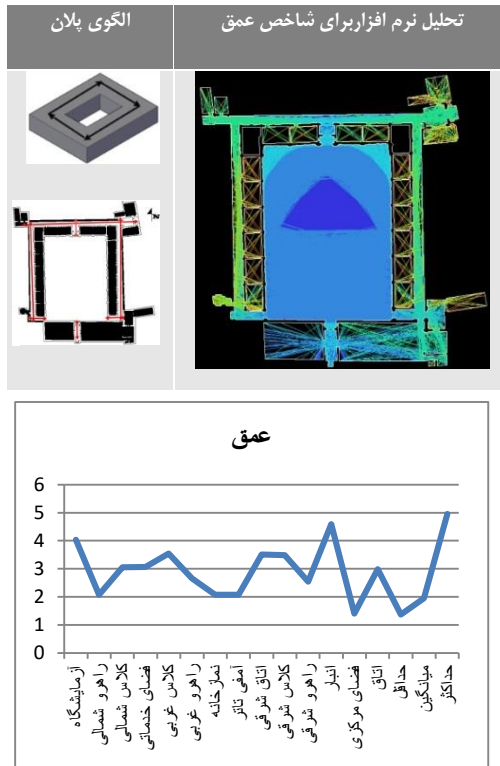 الگوی پلان
تحلیل نرم افزاربرای شاخص عمق
N
عمق
6
5
4
3
2
1
0
آزمایشگاه
راهرو شمالی
کلاس شمالی
فضای خدماتی
کلاس غربی
راهرو غربی
نمازخانه
آمفی تاتر
اتاق شرقی
کلاس شرقی
راهرو شرقی
انبار
فضای مرکزی
اتاق
حداقل
میانگین
حداکثر